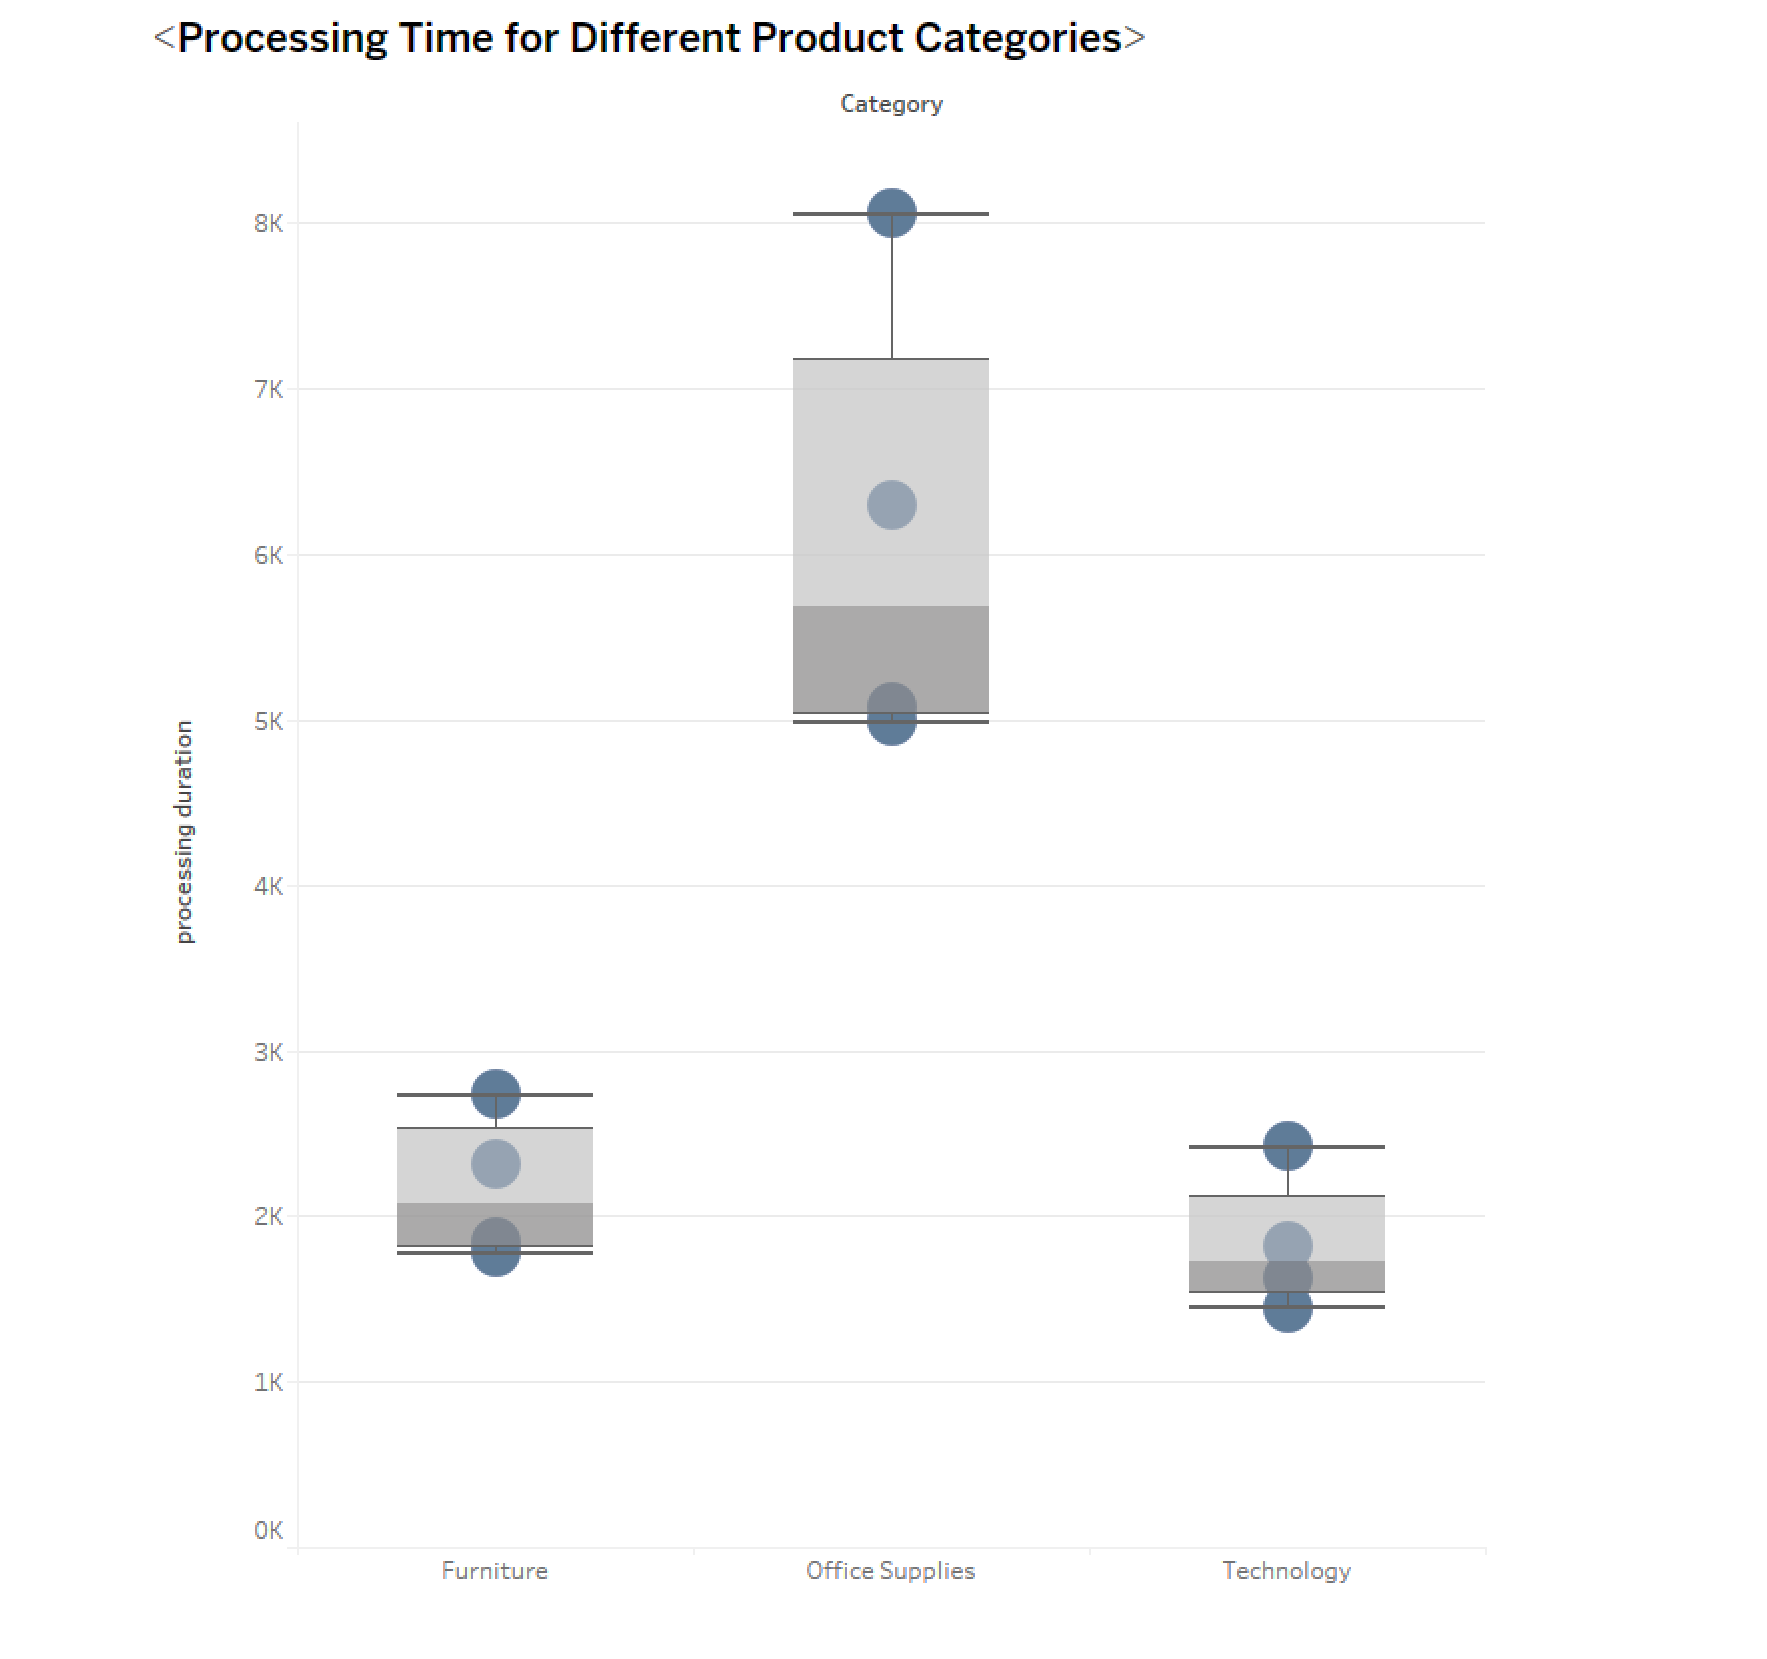 <Processing Time for Different Product Categories>
Category
8K
7K
6K
5K
4K
3K
2K
1K
0K
processing duration
Furniture
Office Supplies
Technology